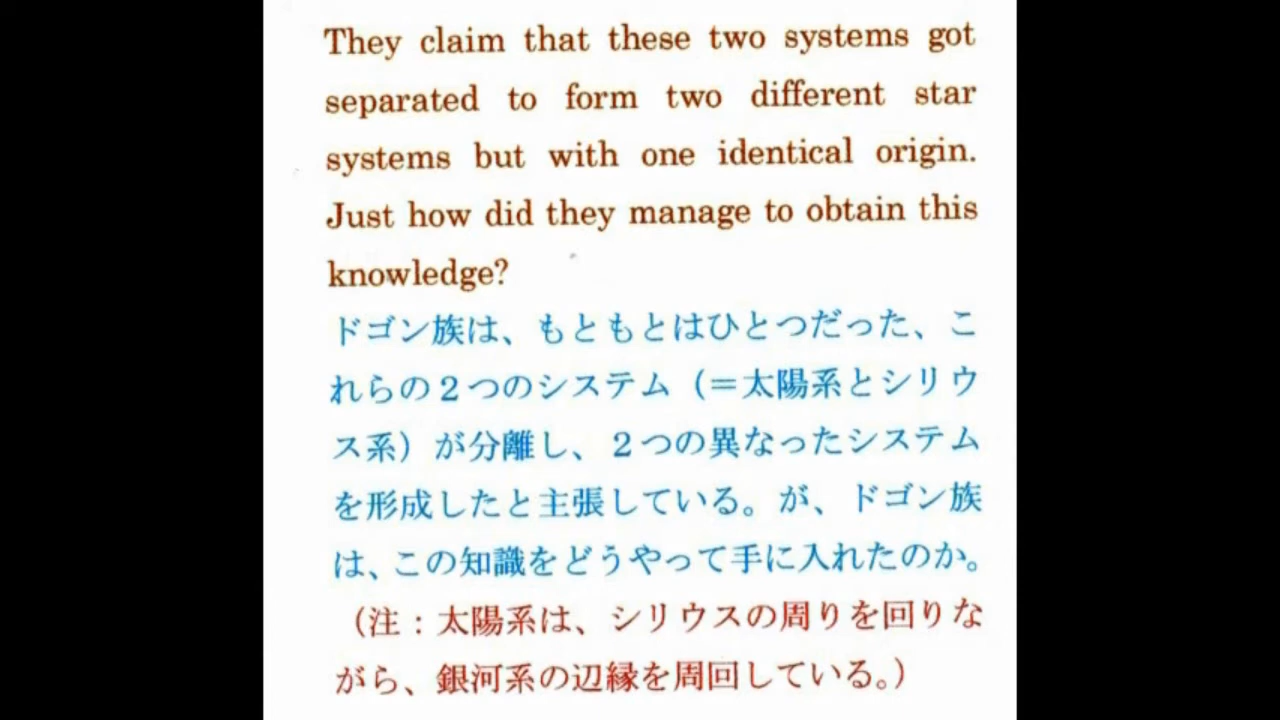 They claim that these two systems got
separated to form two different star
systems but with one identical origin.
Just how did they manage to obtain this
knowledge?
ドゴン族は、もともとはひとつだった、こ
れらの２つのシステム（＝太陽系とシリウ
ス系）が分離し、２つの異なったシステム
を形成したと主張している。が、ドゴン族
は、この知識をどうやって手に入れたのか。
（注：太陽系は、シリウスの周りを回りな
がら、銀河系の辺縁を周回している。）